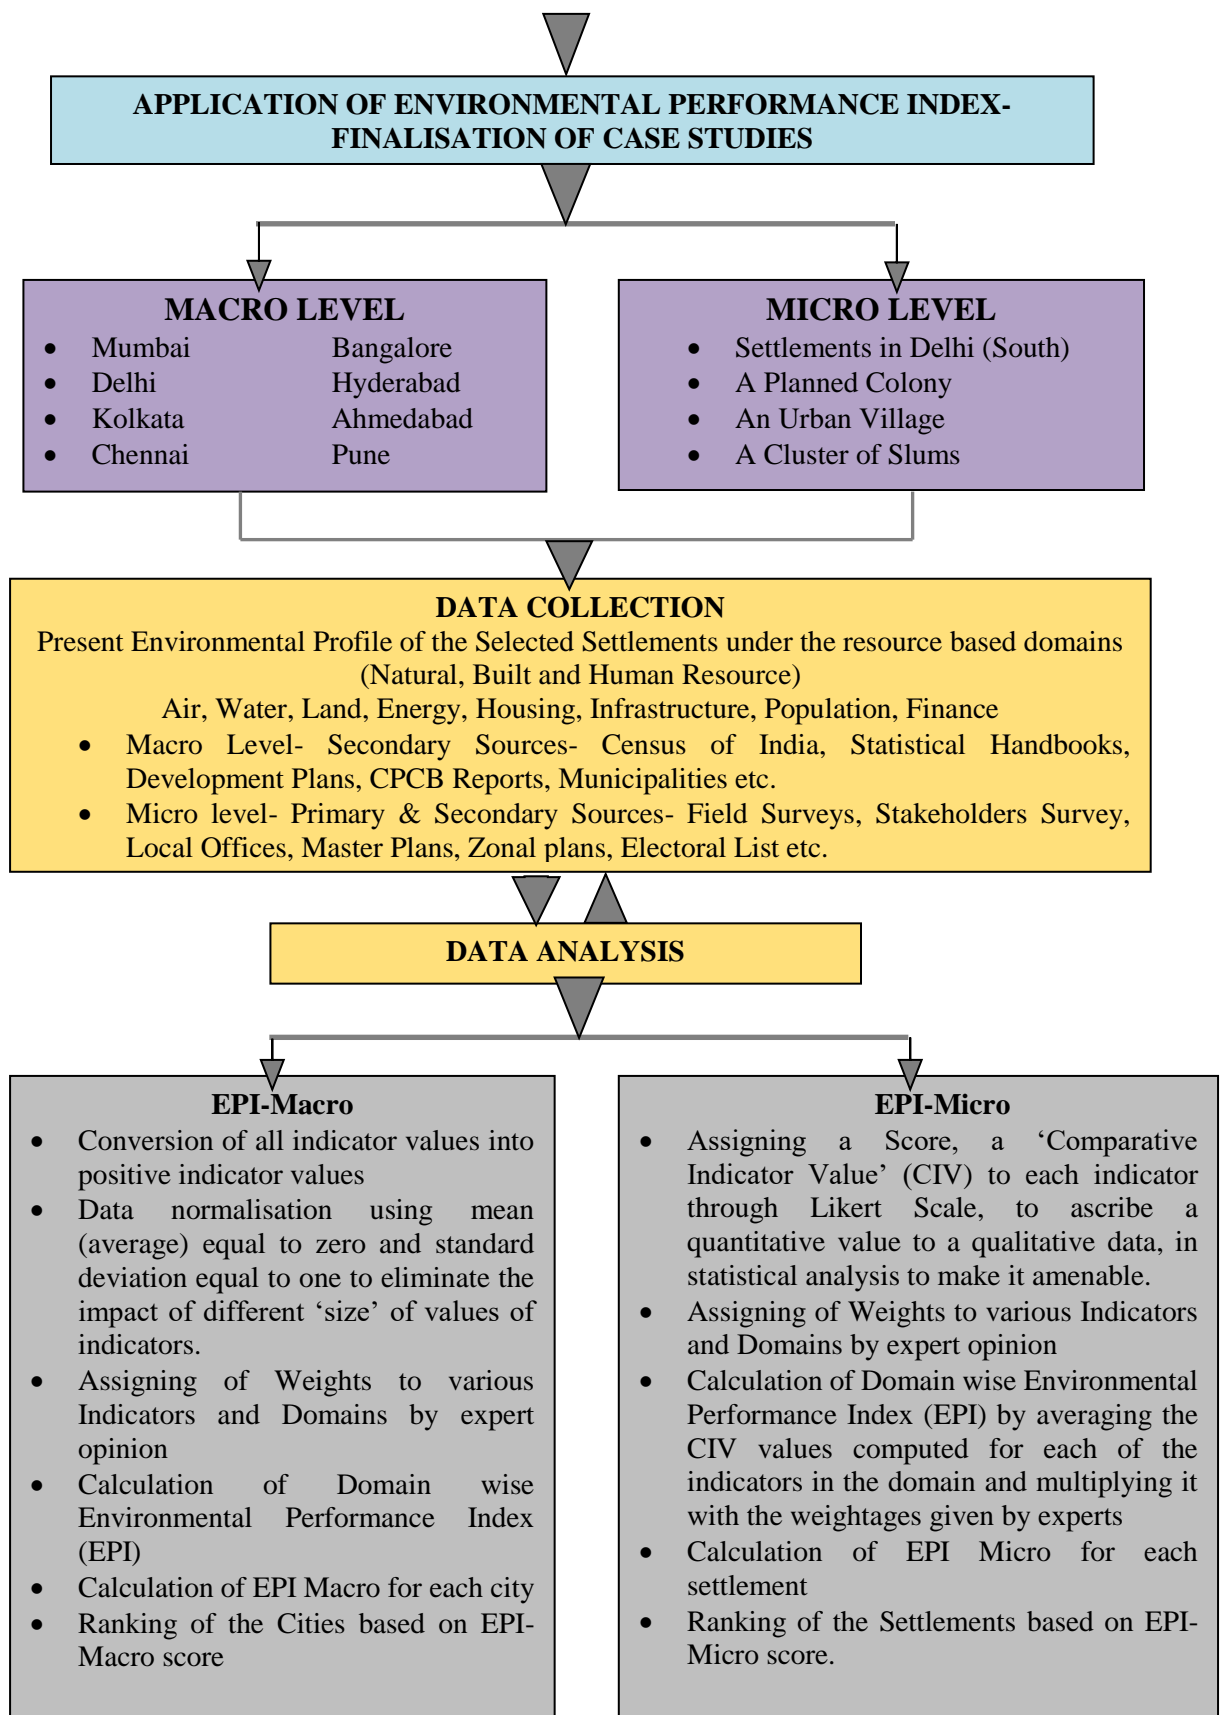 APPLICATION OF ENVIRONMENTAL PERFORMANCE INDEX-
FINALISATION OF CASE STUDIES
MACRO LEVEL
• Mumbai Bangalore
• Delhi Hyderabad
• Kolkata Ahmedabad
• Chennai Pune
MICRO LEVEL
• Settlements in Delhi (South)
• A Planned Colony
• An Urban Village
• A Cluster of Slums
DATA COLLECTION
Present Environmental Profile of the Selected Settlements under the resource based domains
(Natural, Built and Human Resource)
Air, Water, Land, Energy, Housing, Infrastructure, Population, Finance
• Macro Level- Secondary Sources- Census of India, Statistical Handbooks,
Development Plans, CPCB Reports, Municipalities etc.
• Micro level- Primary & Secondary Sources- Field Surveys, Stakeholders Survey,
Local Offices, Master Plans, Zonal plans, Electoral List etc.
DATA ANALYSIS
EPI-Macro
• Conversion of all indicator values into
positive indicator values
• Data normalisation using mean
(average) equal to zero and standard
deviation equal to one to eliminate the
impact of different ‘size’ of values of
indicators.
• Assigning of Weights to various
Indicators and Domains by expert
opinion
• Calculation of Domain wise
Environmental Performance Index
(EPI)
• Calculation of EPI Macro for each city
• Ranking of the Cities based on EPI-
Macro score
EPI-Micro
• Assigning a Score, a ‘Comparative
Indicator Value’ (CIV) to each indicator
through Likert Scale, to ascribe a
quantitative value to a qualitative data, in
statistical analysis to make it amenable.
• Assigning of Weights to various Indicators
and Domains by expert opinion
• Calculation of Domain wise Environmental
Performance Index (EPI) by averaging the
CIV values computed for each of the
indicators in the domain and multiplying it
with the weightages given by experts
• Calculation of EPI Micro for each
settlement
• Ranking of the Settlements based on EPI-
Micro score.